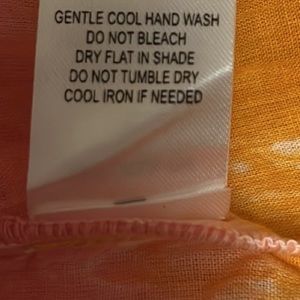 GENTLE COOL HAND WASH
DO NOT BLEACH
DRY FLAT IN SHADE
DO NOT TUMBLE DRY
COOL IRON IF NEEDED